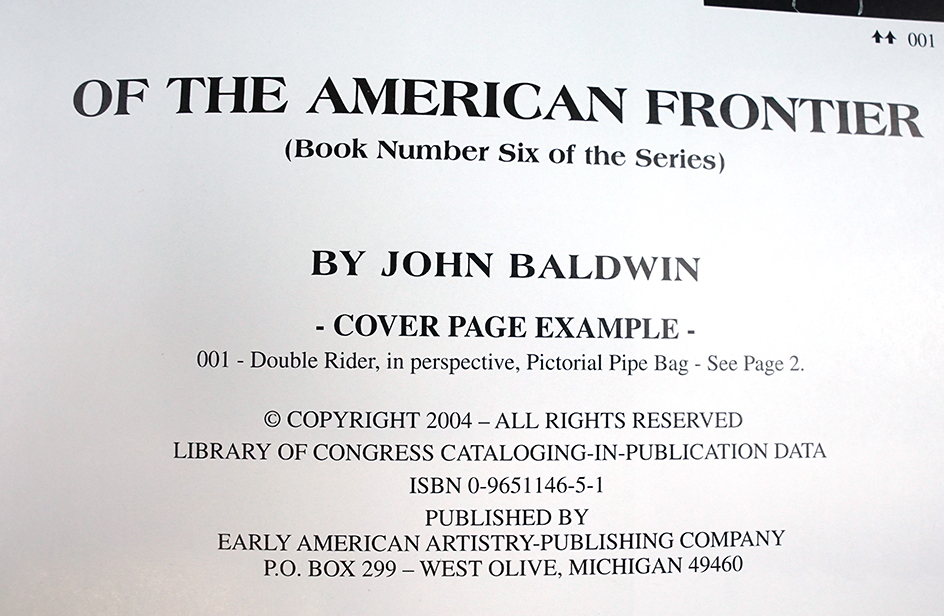 ⬆⬆ 001
OF THE AMERICAN FRONTIER
(Book Number Six of the Series)
BY JOHN BALDWIN
- COVER PAGE EXAMPLE -
001 - Double Rider, in perspective, Pictorial Pipe Bag - See Page 2.
© COPYRIGHT 2004 – ALL RIGHTS RESERVED
LIBRARY OF CONGRESS CATALOGING-IN-PUBLICATION DATA
ISBN 0-9651146-5-1
PUBLISHED BY
EARLY AMERICAN ARTISTRY-PUBLISHING COMPANY
P.O. BOX 299 – WEST OLIVE, MICHIGAN 49460